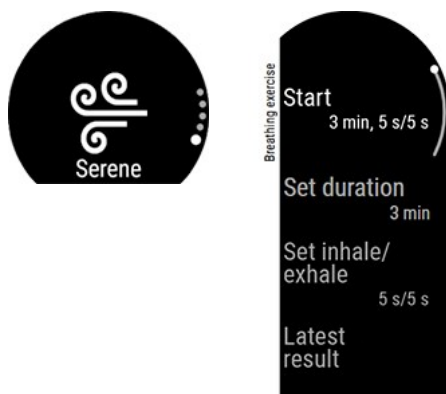 Serene
Breathing exercise
Start
3 min, 5 s/5 s
Set duration
3 min
Set inhale/
exhale
5 s/5 s
Latest
result